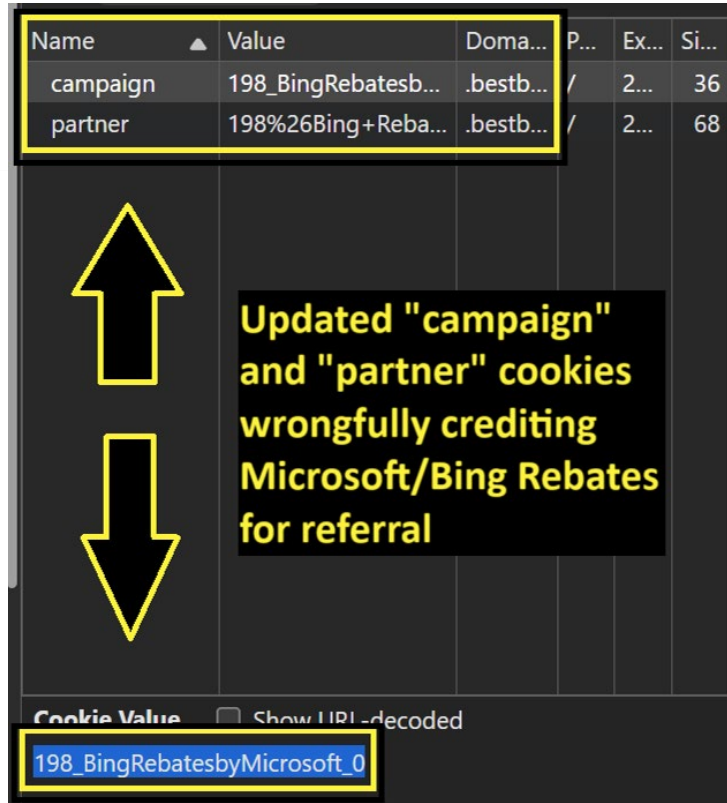 Name Value Doma... P... Ex... Si...
campaign 198_BingRebatesb... .bestb... / 2... 36
partner 198%26Bing+Reba... .bestb... / 2... 68
Updated "campaign"
and "partner" cookies
wrongfully crediting
Microsoft/Bing Rebates
for referral
Cookie Value Show URL-decoded
198_BingRebatesbyMicrosoft_0